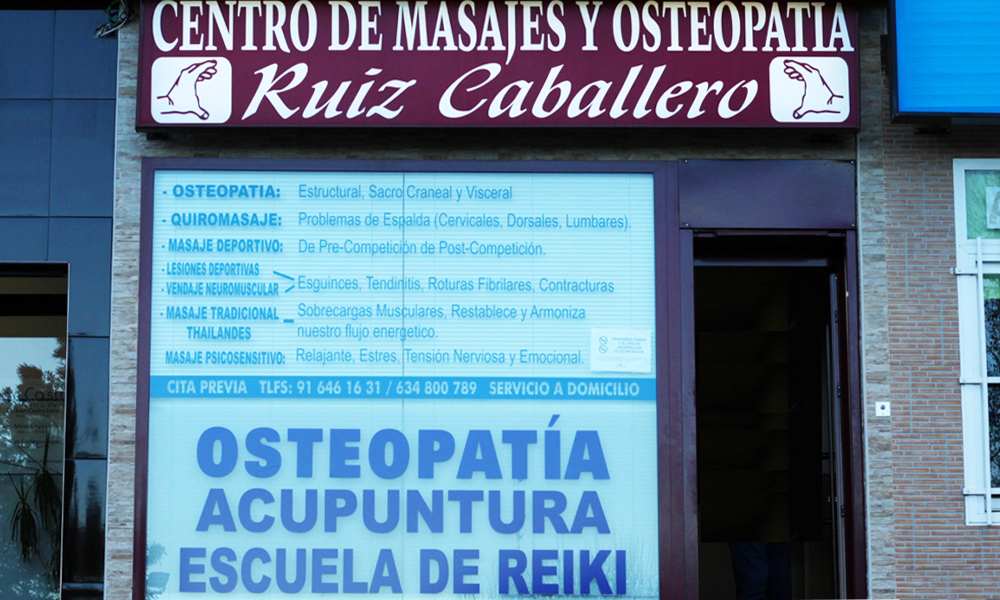 CENTRO DE MASAJES Y OSTEOPATIA
Ruiz Caballero
- OSTEOPATIA: Estructural, Sacro Craneal y Visceral
- QUIROMASAJE: Problemas de Espalda (Cervicales, Dorsales, Lumbares).
- MASAJE DEPORTIVO: De Pre-Competición de Post-Competición.
- LESIONES DEPORTIVAS
- VENDAJE NEUROMUSCULAR > Esguinces, Tendinitis, Roturas Fibrilares, Contracturas
- MASAJE TRADICIONAL – Sobrecargas Musculares, Restablece y Armoniza
THAILANDES nuestro flujo energetico.
MASAJE PSICOSENSITIVO: Relajante, Estres, Tensión Nerviosa y Emocional.
CITA PREVIA TLFS: 91 646 16 31 / 634 800 789 SERVICIO A DOMICILIO
OSTEOPATÍA
ACUPUNTURA
ESCUELA DE REIKI